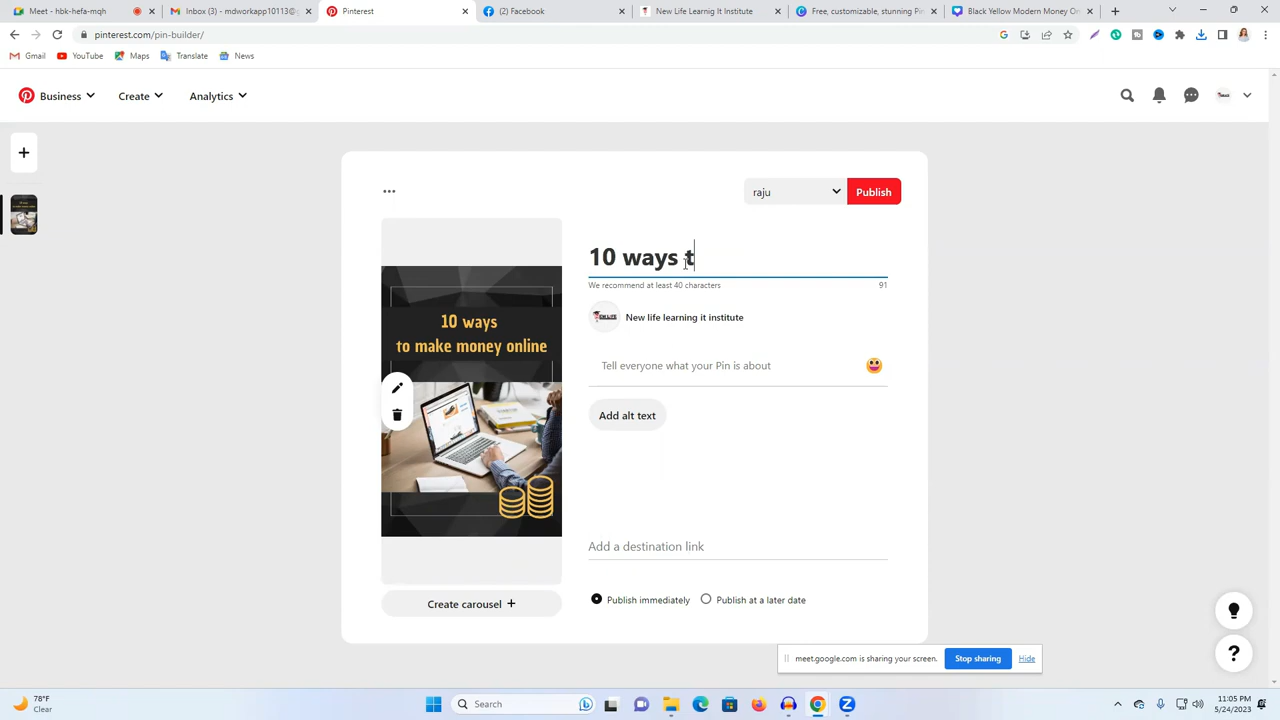 Meet - hbk-hefa-mqh
Inbox (3) - mdworkapp10113@g
Pinterest
(2) Facebook
New Life Learnig It Institute
Free, customizable, stunning Pin
Black Yellow Modern Money On
pinterest.com/pin-builder/
Gmail
YouTube
Maps
Translate
News
Business
Create
Analytics
raju
Publish
10 ways t
We recommend at least 40 characters
91
New life learning it institute
Tell everyone what your Pin is about
Add alt text
Add a destination link
Publish immediately
Publish at a later date
10 ways
to make money online
Create carousel
meet.google.com is sharing your screen.
Stop sharing
Hide
78°F
Clear
Search
11:05 PM
5/24/2023